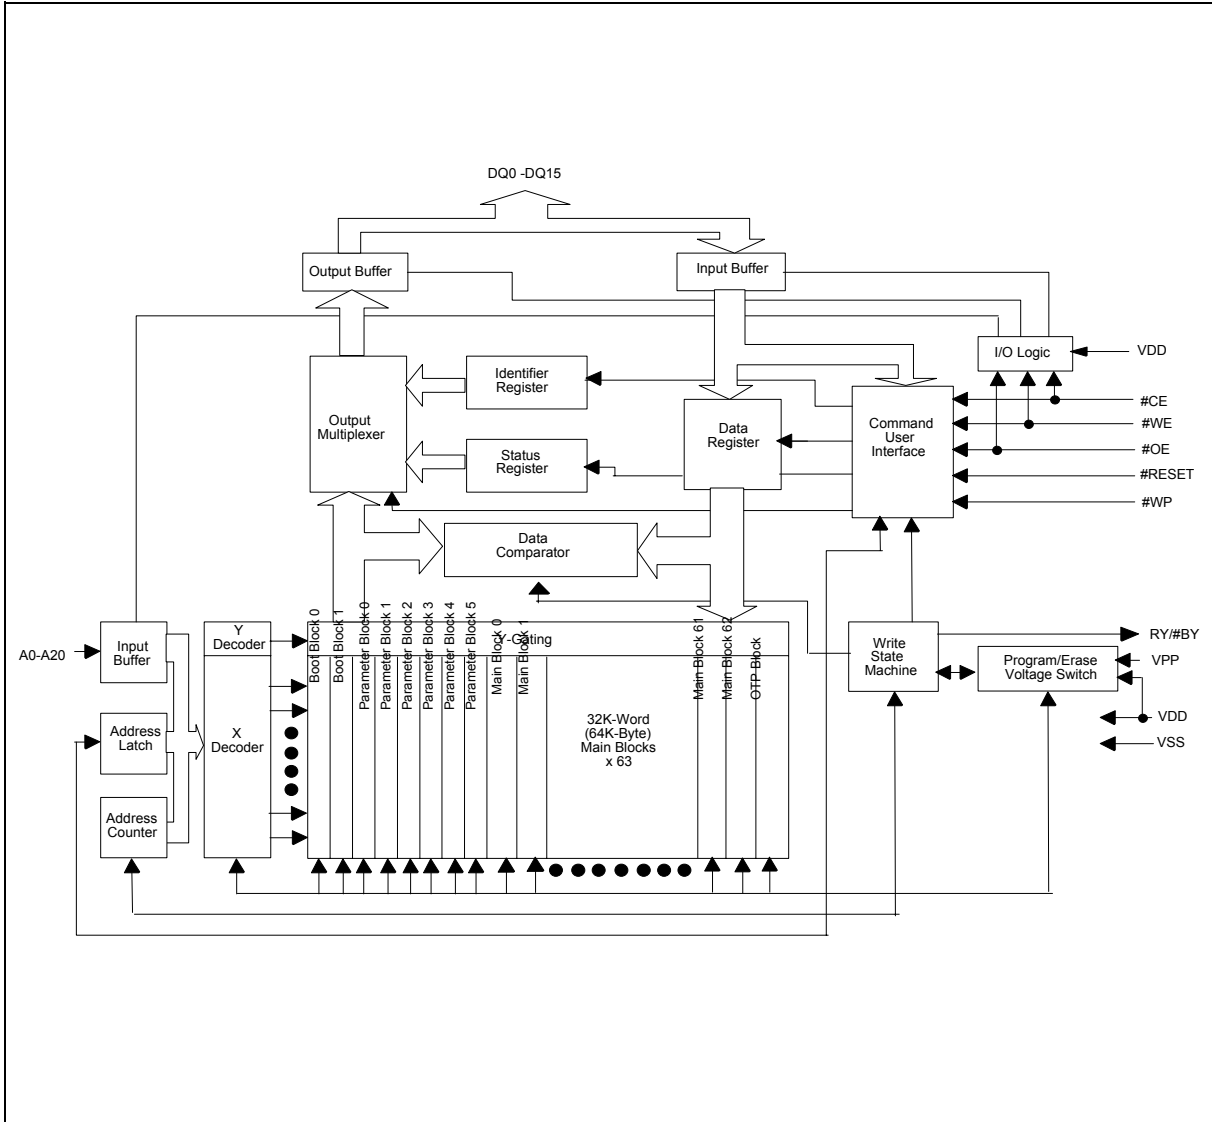 DQ0 -DQ15
Output Buffer
Input Buffer
I/O Logic
VDD
Identifier
Register
Output
Multiplexer
Status
Register
Data
Register
Command
User
Interface
#CE
#WE
#OE
#RESET
#WP
Data
Comparator
A0-A20
Input
Buffer
Y
Decoder
Y-Gating
Boot Block 0
Boot Block 1
Parameter Block 0
Parameter Block 1
Parameter Block 2
Parameter Block 3
Parameter Block 4
Parameter Block 5
Main Block 0
Main Block 1
Main Block 61
Main Block 62
OTP Block
Write
State
Machine
RY/#BY
Program/Erase
Voltage Switch
VPP
VDD
VSS
Address
Latch
X
Decoder
32K-Word
(64K-Byte)
Main Blocks
x 63
Address
Counter